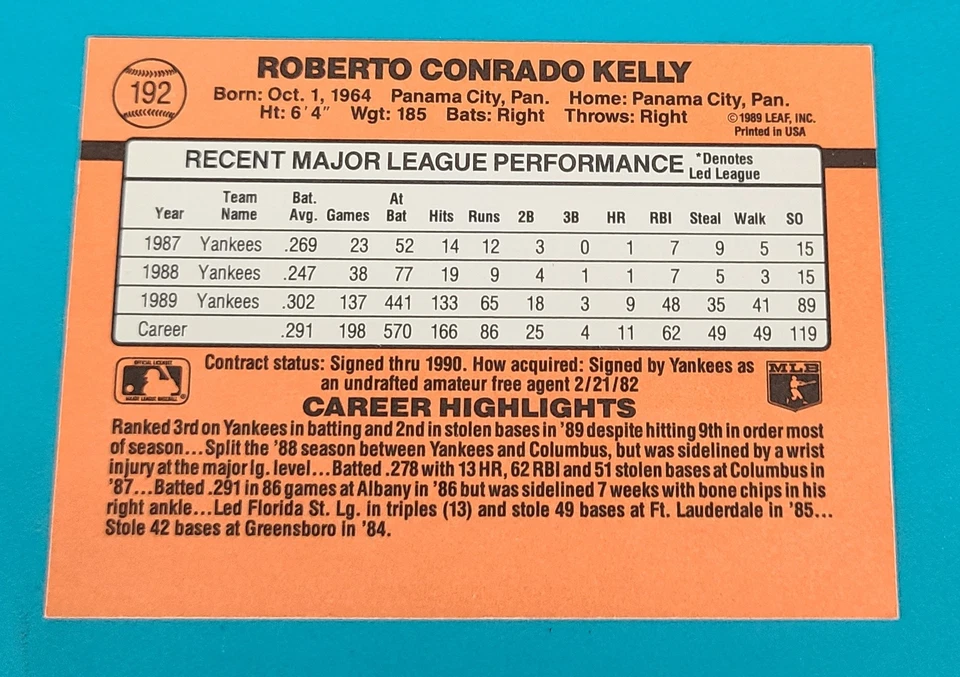 192
ROBERTO CONRADO KELLY
Born: Oct. 1, 1964 Panama City, Pan. Home: Panama City, Pan.
Ht: 6'4" Wgt: 185 Bats: Right Throws: Right
©1989 LEAF, INC.
Printed in USA
RECENT MAJOR LEAGUE PERFORMANCE *Denotes Led League
Year Team Name Bat. Avg. Games At Bat Hits Runs 2B 3B HR RBI Steal Walk SO
1987 Yankees .269 23 52 14 12 3 0 1 7 9 5 15
1988 Yankees .247 38 77 19 9 4 1 1 7 5 3 15
1989 Yankees .302 137 441 133 65 18 3 9 48 35 41 89
Career .291 198 570 166 86 25 4 11 62 49 49 119
OFFICIAL LICENSEE
MAJOR LEAGUE BASEBALL
Contract status: Signed thru 1990. How acquired: Signed by Yankees as
an undrafted amateur free agent 2/21/82
MLB
CAREER HIGHLIGHTS
Ranked 3rd on Yankees in batting and 2nd in stolen bases in '89 despite hitting 9th in order most
of season...Split the '88 season between Yankees and Columbus, but was sidelined by a wrist
injury at the major lg. level...Batted .278 with 13 HR, 62 RBI and 51 stolen bases at Columbus in
'87...Batted .291 in 86 games at Albany in '86 but was sidelined 7 weeks with bone chips in his
right ankle...Led Florida St. Lg. in triples (13) and stole 49 bases at Ft. Lauderdale in '85...
Stole 42 bases at Greensboro in '84.